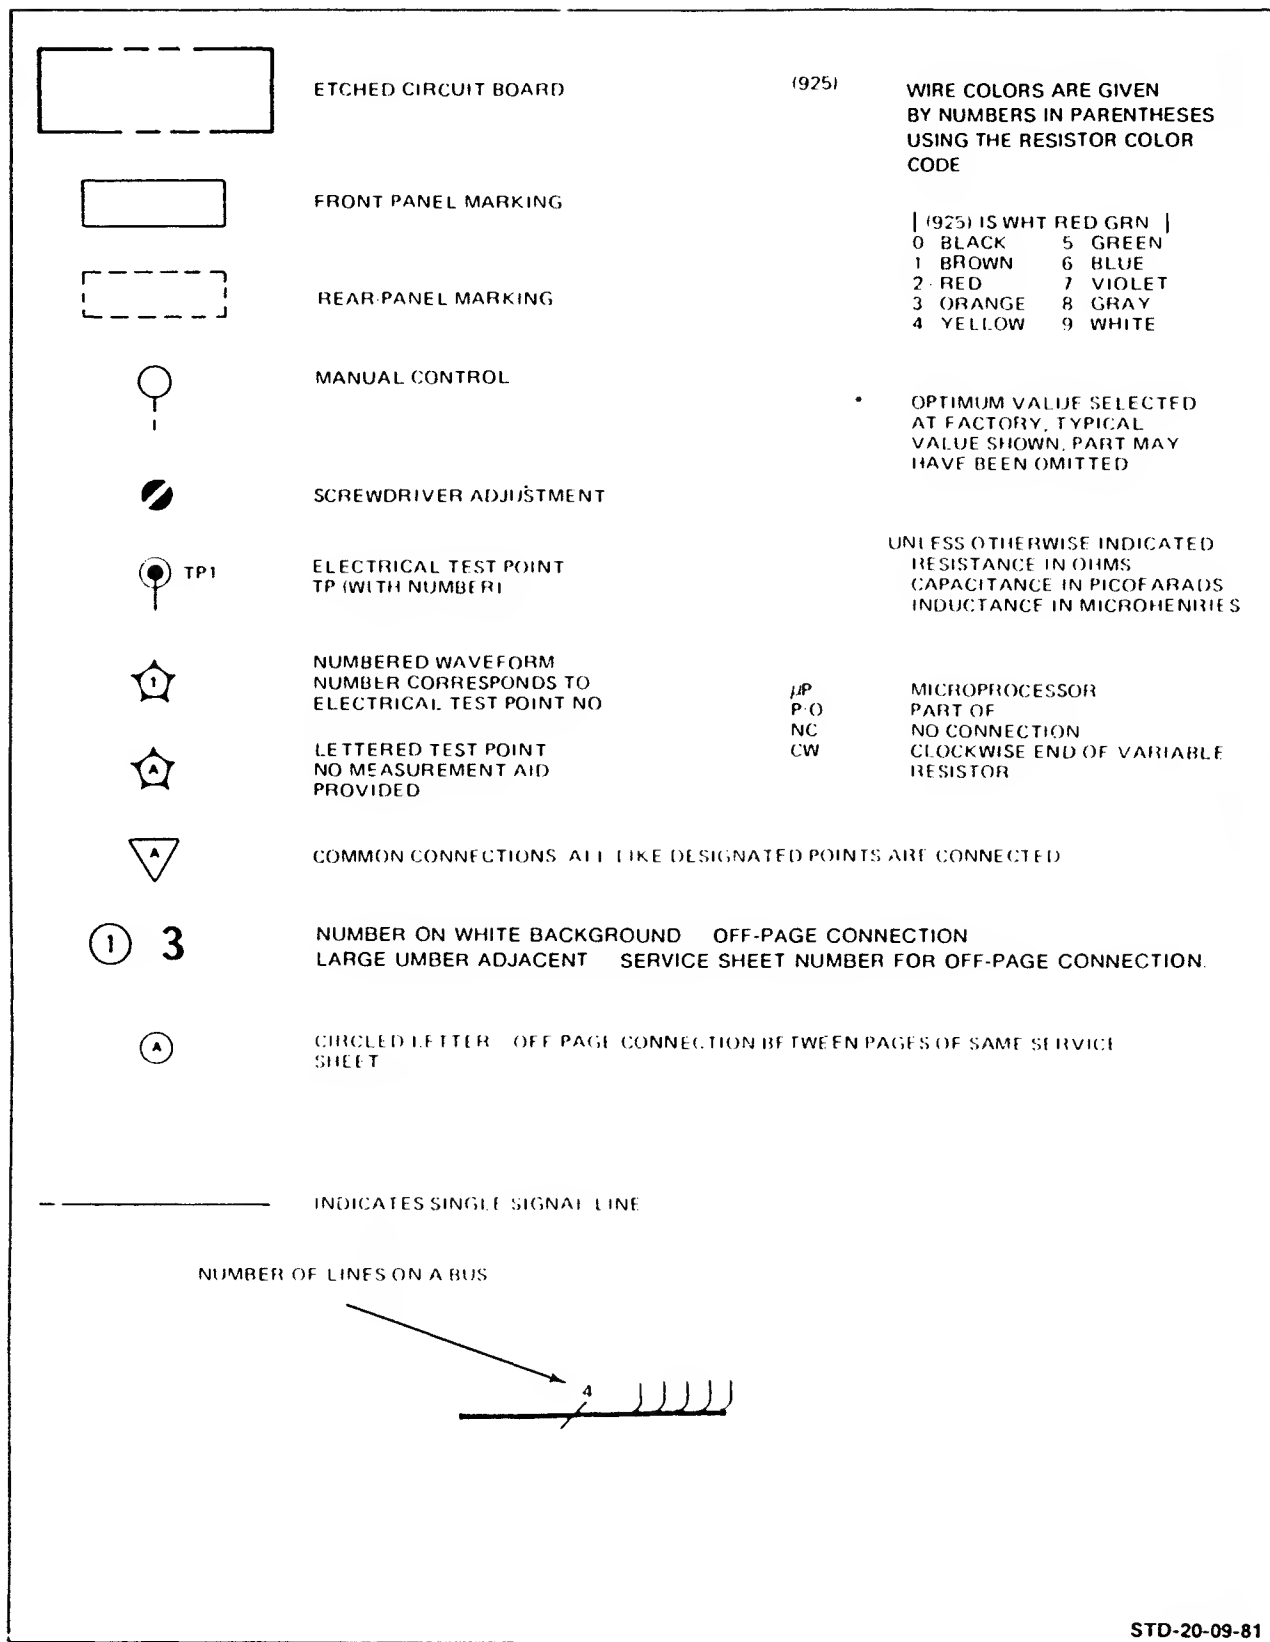 ETCHED CIRCUIT BOARD
FRONT PANEL MARKING
REAR-PANEL MARKING
MANUAL CONTROL
SCREWDRIVER ADJUSTMENT
TP1
ELECTRICAL TEST POINT
TP (WITH NUMBER)
1
NUMBERED WAVEFORM
NUMBER CORRESPONDS TO
ELECTRICAL TEST POINT NO
A
LETTERED TEST POINT
NO MEASUREMENT AID
PROVIDED
(925)
WIRE COLORS ARE GIVEN
BY NUMBERS IN PARENTHESES
USING THE RESISTOR COLOR
CODE
[ (925) IS WHT RED GRN ]
0 BLACK 5 GREEN
1 BROWN 6 BLUE
2 RED 7 VIOLET
3 ORANGE 8 GRAY
4 YELLOW 9 WHITE
* OPTIMUM VALUE SELECTED
AT FACTORY, TYPICAL
VALUE SHOWN, PART MAY
HAVE BEEN OMITTED
UNLESS OTHERWISE INDICATED
RESISTANCE IN OHMS
CAPACITANCE IN PICOFARADS
INDUCTANCE IN MICROHENRIES
µP MICROPROCESSOR
P/O PART OF
NC NO CONNECTION
CW CLOCKWISE END OF VARIABLE
RESISTOR
A
COMMON CONNECTIONS ALL LIKE DESIGNATED POINTS ARE CONNECTED
1 3
NUMBER ON WHITE BACKGROUND OFF-PAGE CONNECTION
LARGE UMBER ADJACENT SERVICE SHEET NUMBER FOR OFF-PAGE CONNECTION.
A
CIRCLED LETTER OFF PAGE CONNECTION BETWEEN PAGES OF SAME SERVICE
SHEET
INDICATES SINGLE SIGNAL LINE
NUMBER OF LINES ON A BUS
4
STD-20-09-81